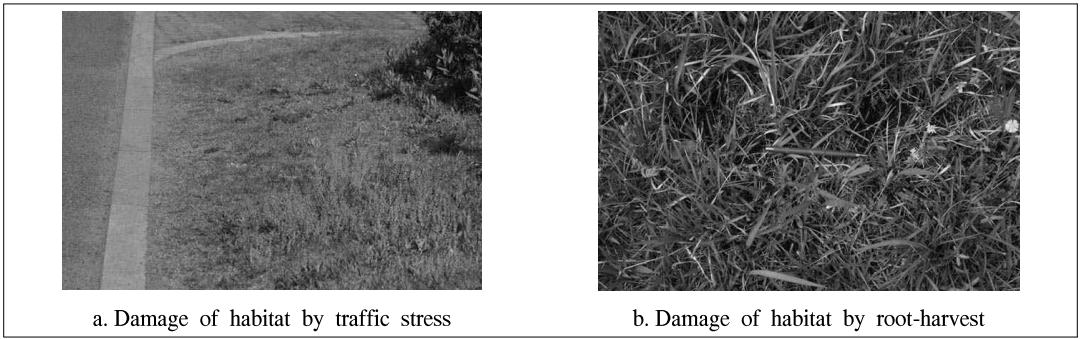 a. Damage of habitat by traffic stress
b. Damage of habitat by root-harvest